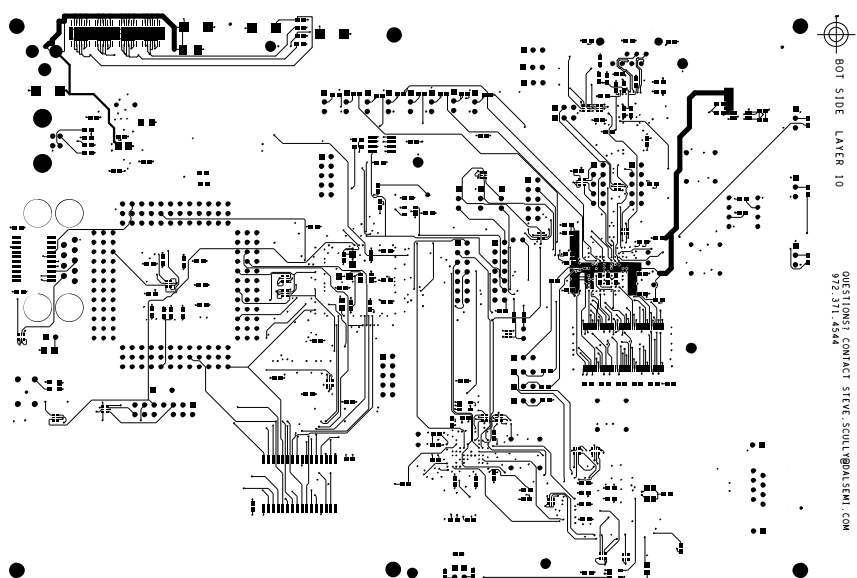 BOT SIDE LAYER 10
QUESTIONS? CONTACT STEVE.SCULLY@DALSEMI.COM
972.371.4544